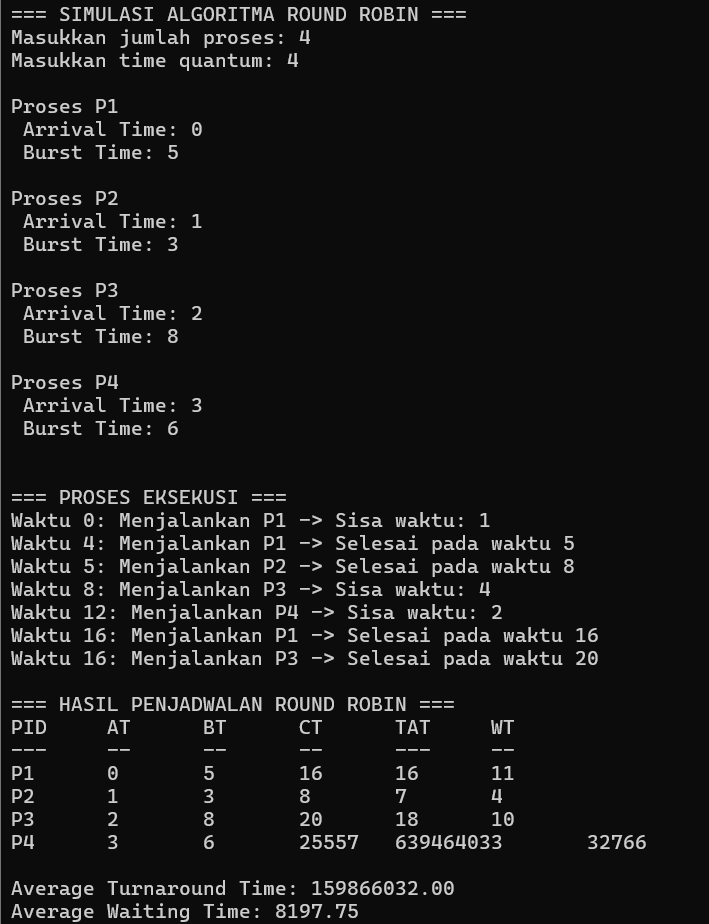 === SIMULASI ALGORITMA ROUND ROBIN ===
Masukkan jumlah proses: 4
Masukkan time quantum: 4
Proses P1
Arrival Time: 0
Burst Time: 5
Proses P2
Arrival Time: 1
Burst Time: 3
Proses P3
Arrival Time: 2
Burst Time: 8
Proses P4
Arrival Time: 3
Burst Time: 6
=== PROSES EKSEKUSI ===
Waktu 0: Menjalankan P1 -> Sisa waktu: 1
Waktu 4: Menjalankan P1 -> Selesai pada waktu 5
Waktu 5: Menjalankan P2 -> Selesai pada waktu 8
Waktu 8: Menjalankan P3 -> Sisa waktu: 4
Waktu 12: Menjalankan P4 -> Sisa waktu: 2
Waktu 16: Menjalankan P1 -> Selesai pada waktu 16
Waktu 16: Menjalankan P3 -> Selesai pada waktu 20
=== HASIL PENJADWALAN ROUND ROBIN ===
PID AT BT CT TAT WT
--- -- -- -- --- --
P1 0 5 16 16 11
P2 1 3 8 7 4
P3 2 8 20 18 10
P4 3 6 25557 639464033 32766
Average Turnaround Time: 159866032.00
Average Waiting Time: 8197.75